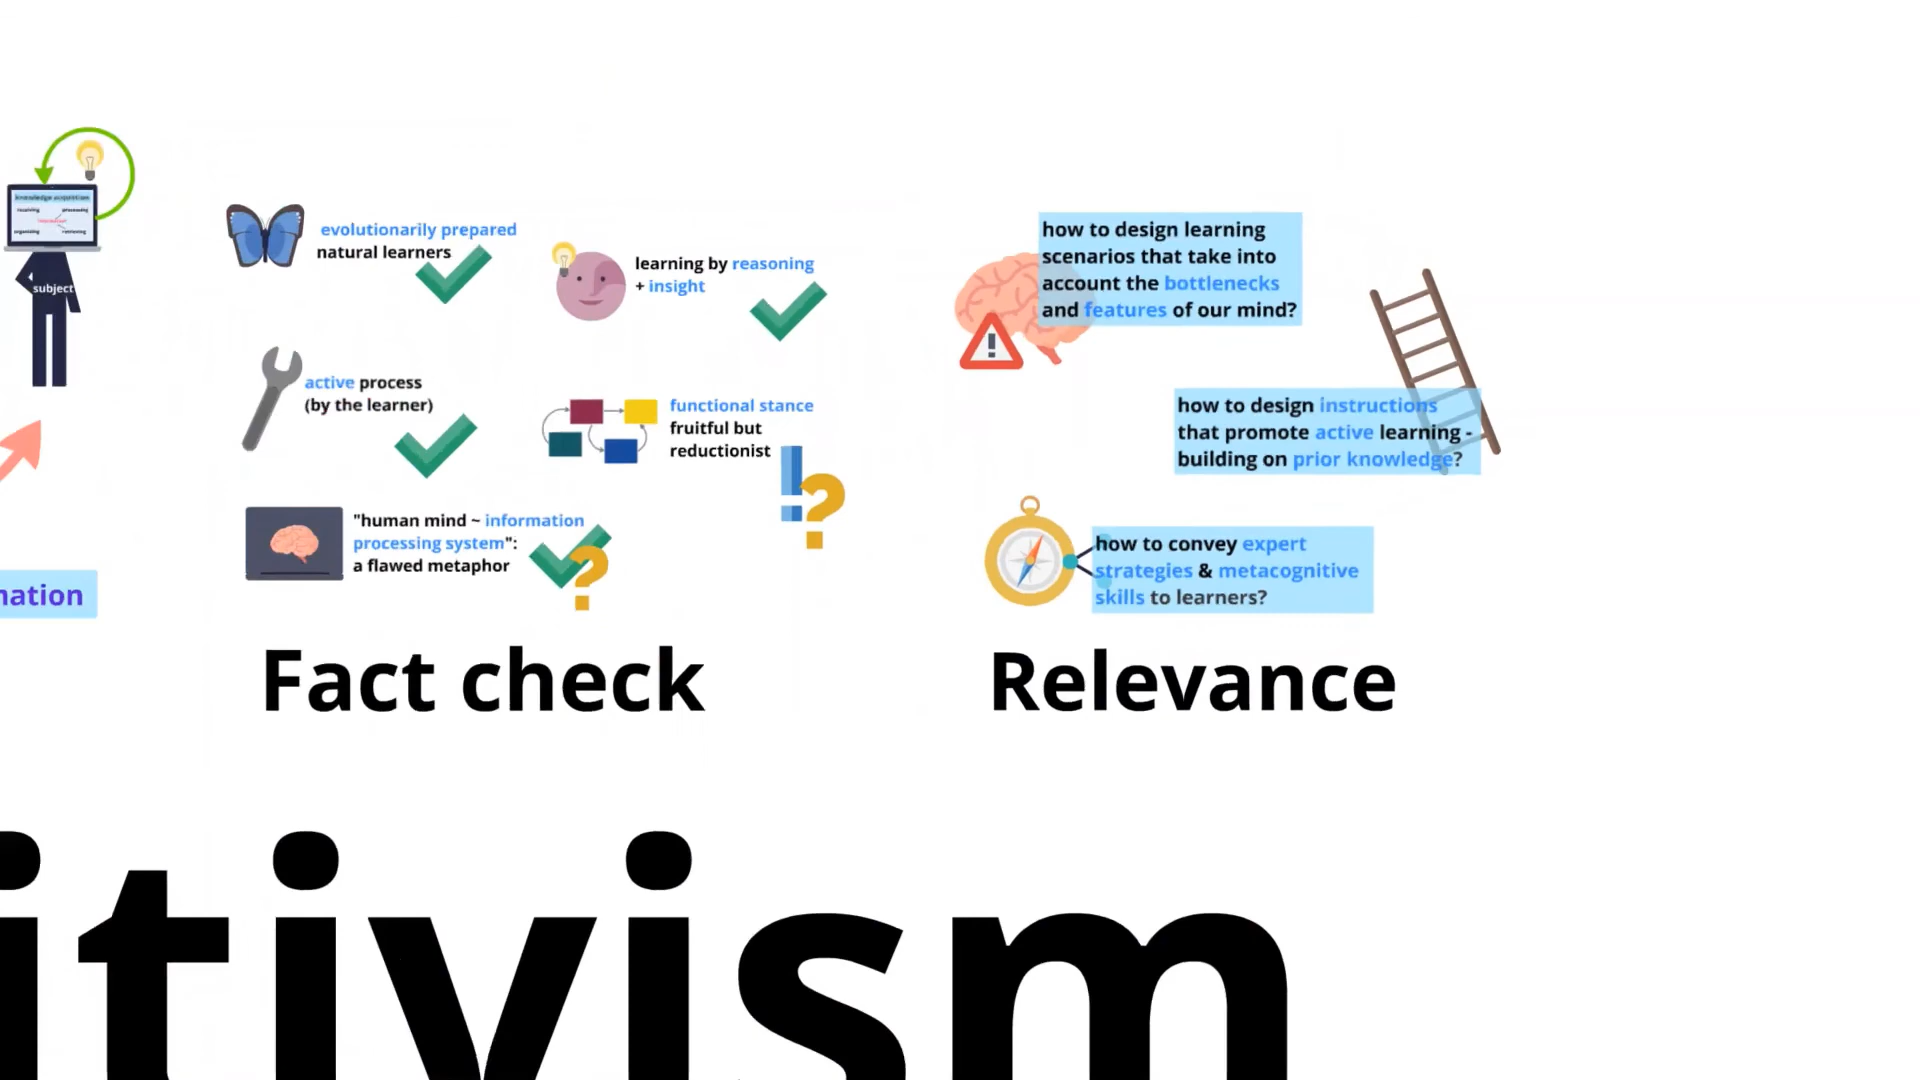 subject
mation
evolutionarily prepared
natural learners
learning by reasoning
+ insight
active process
(by the learner)
functional stance
fruitful but
reductionist
"human mind ~ information
processing system":
a flawed metaphor
Fact check
how to design learning
scenarios that take into
account the bottlenecks
and features of our mind?
how to design instructions
that promote active learning -
building on prior knowledge?
how to convey expert
strategies & metacognitive
skills to learners?
Relevance
itivism